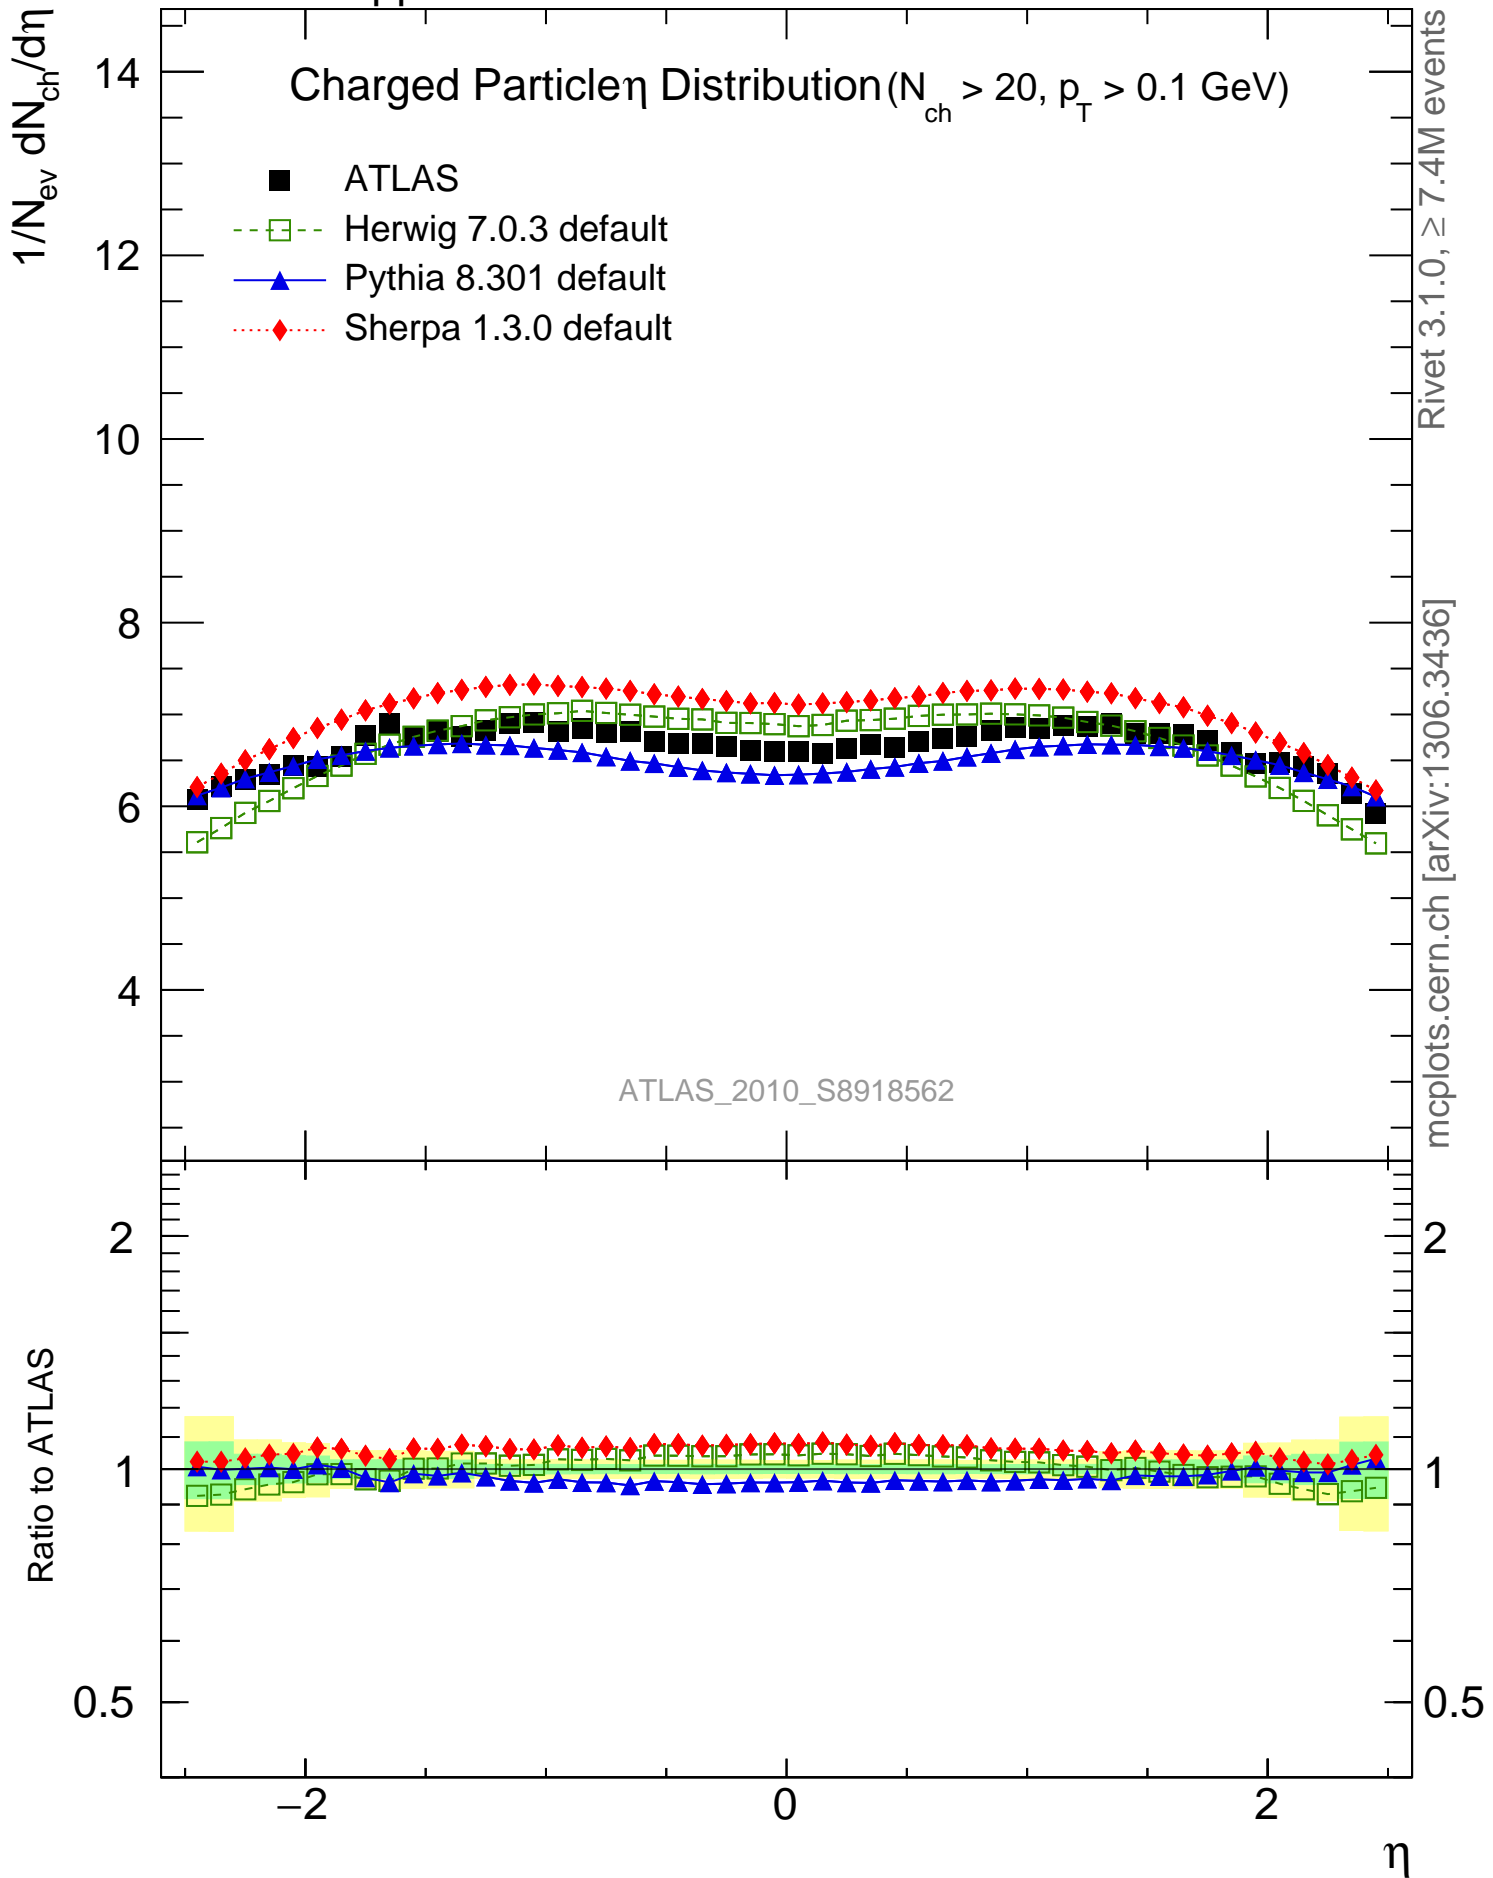 pp
1/N_ev dN_ch/dη
Charged Particleη Distribution (N_ch > 20, p_T > 0.1 GeV)
ATLAS
Herwig 7.0.3 default
Pythia 8.301 default
Sherpa 1.3.0 default
14
12
10
8
6
4
ATLAS_2010_S8918562
Rivet 3.1.0, ≥ 7.4M events
mcplots.cern.ch [arXiv:1306.3436]
Ratio to ATLAS
2
1
0.5
2
1
0.5
−2
0
2
η